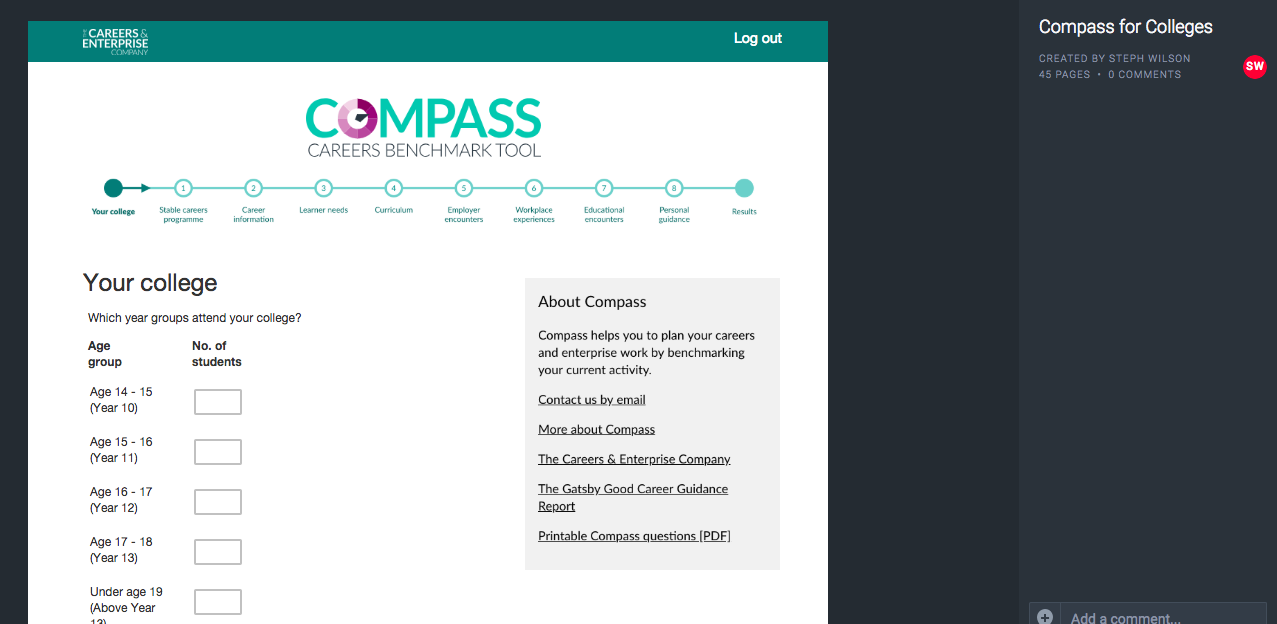 THE CAREERS &
ENTERPRISE
COMPANY
Log out
COMPASS
CAREERS BENCHMARK TOOL
1 2 3 4 5 6 7 8
Your college
Stable careers
programme
Career
information
Learner needs
Curriculum
Employer
encounters
Workplace
experiences
Educational
encounters
Personal
guidance
Results
Your college
Which year groups attend your college?
Age
group
No. of
students
Age 14 - 15
(Year 10)
Age 15 - 16
(Year 11)
Age 16 - 17
(Year 12)
Age 17 - 18
(Year 13)
Under age 19
(Above Year
13)
About Compass
Compass helps you to plan your careers
and enterprise work by benchmarking
your current activity.
Contact us by email
More about Compass
The Careers & Enterprise Company
The Gatsby Good Career Guidance
Report
Printable Compass questions [PDF]
Compass for Colleges
CREATED BY STEPH WILSON
45 PAGES • 0 COMMENTS
SW
Add a comment...